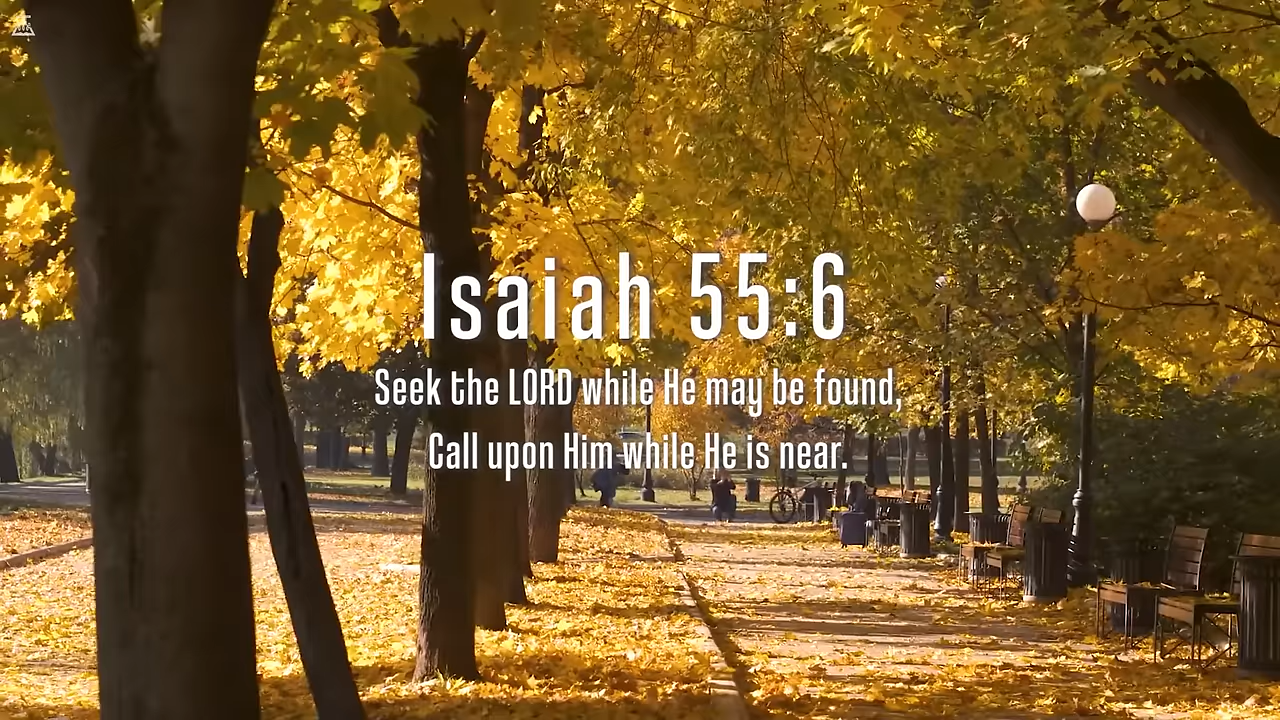 Isaiah 55:6
Seek the LORD while He may be found,
Call upon Him while He is near.